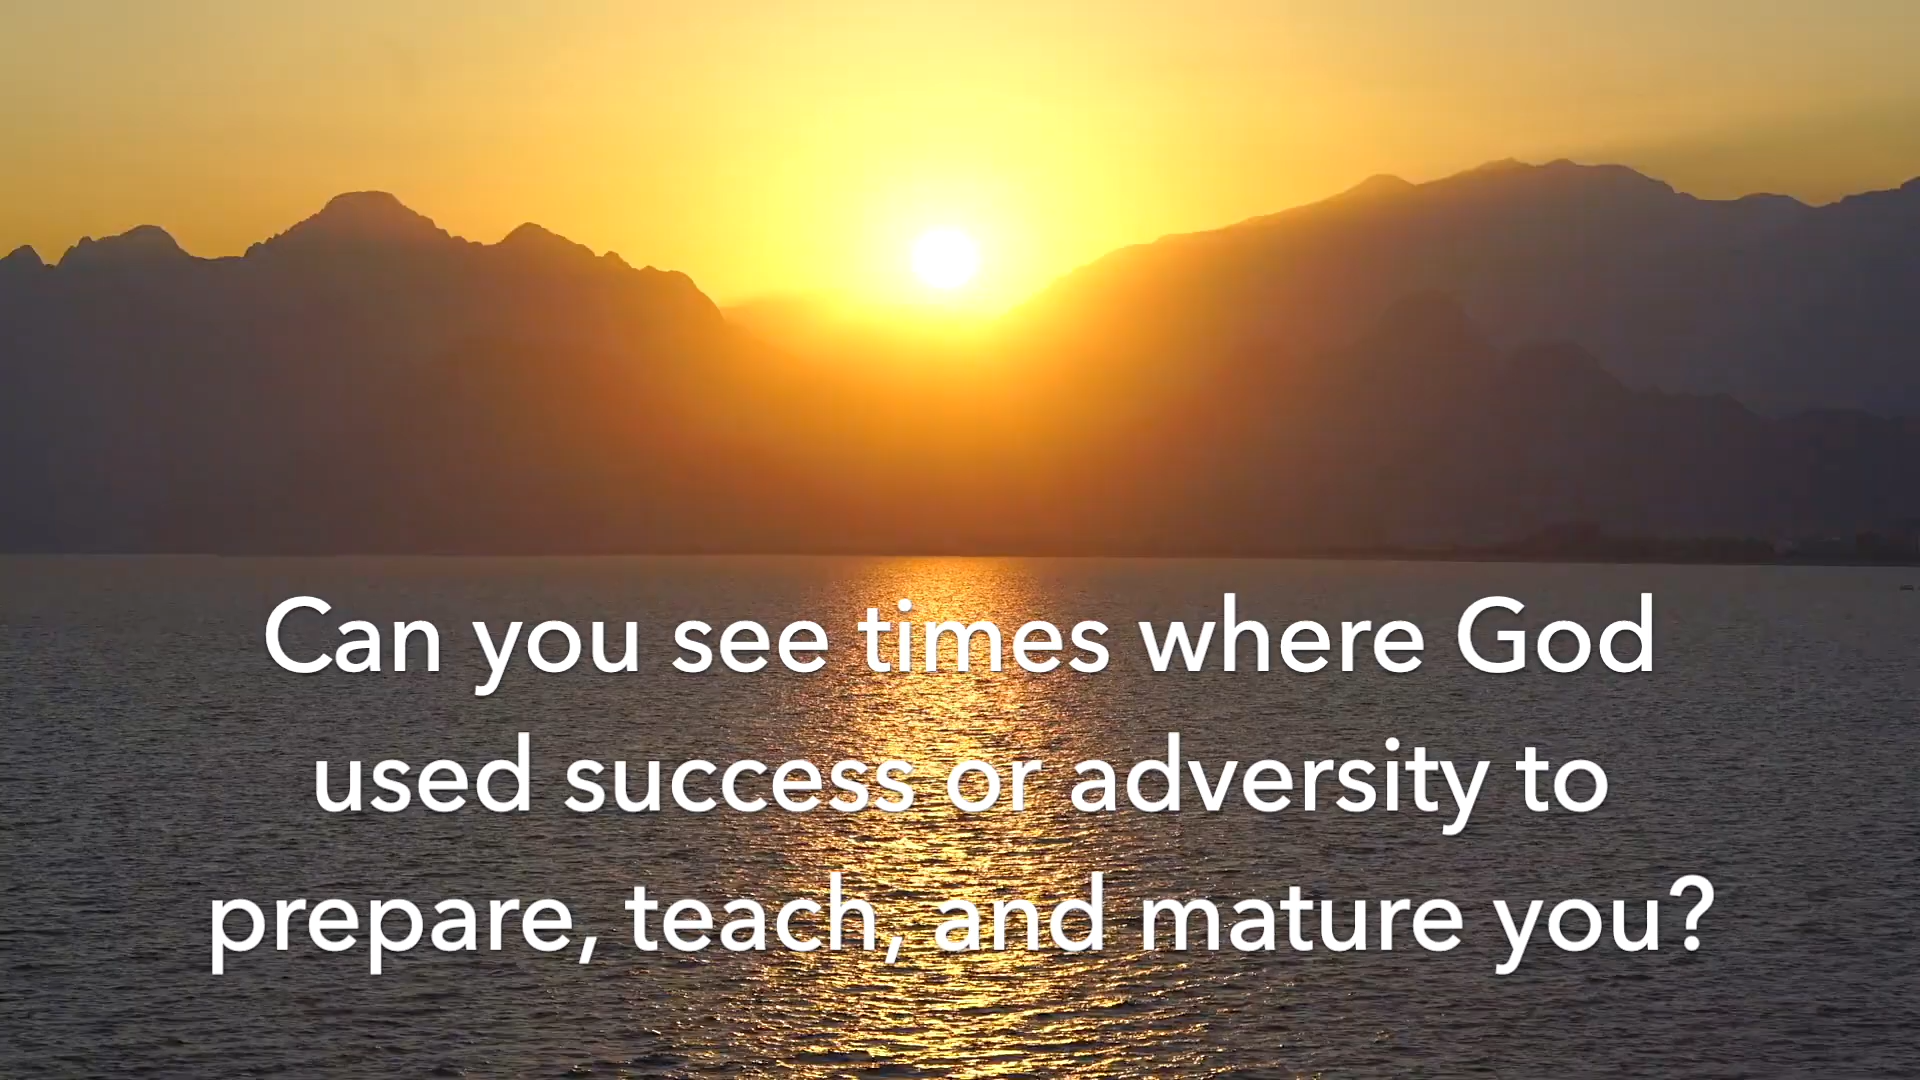 Can you see times where God
used success or adversity to
prepare, teach, and mature you?